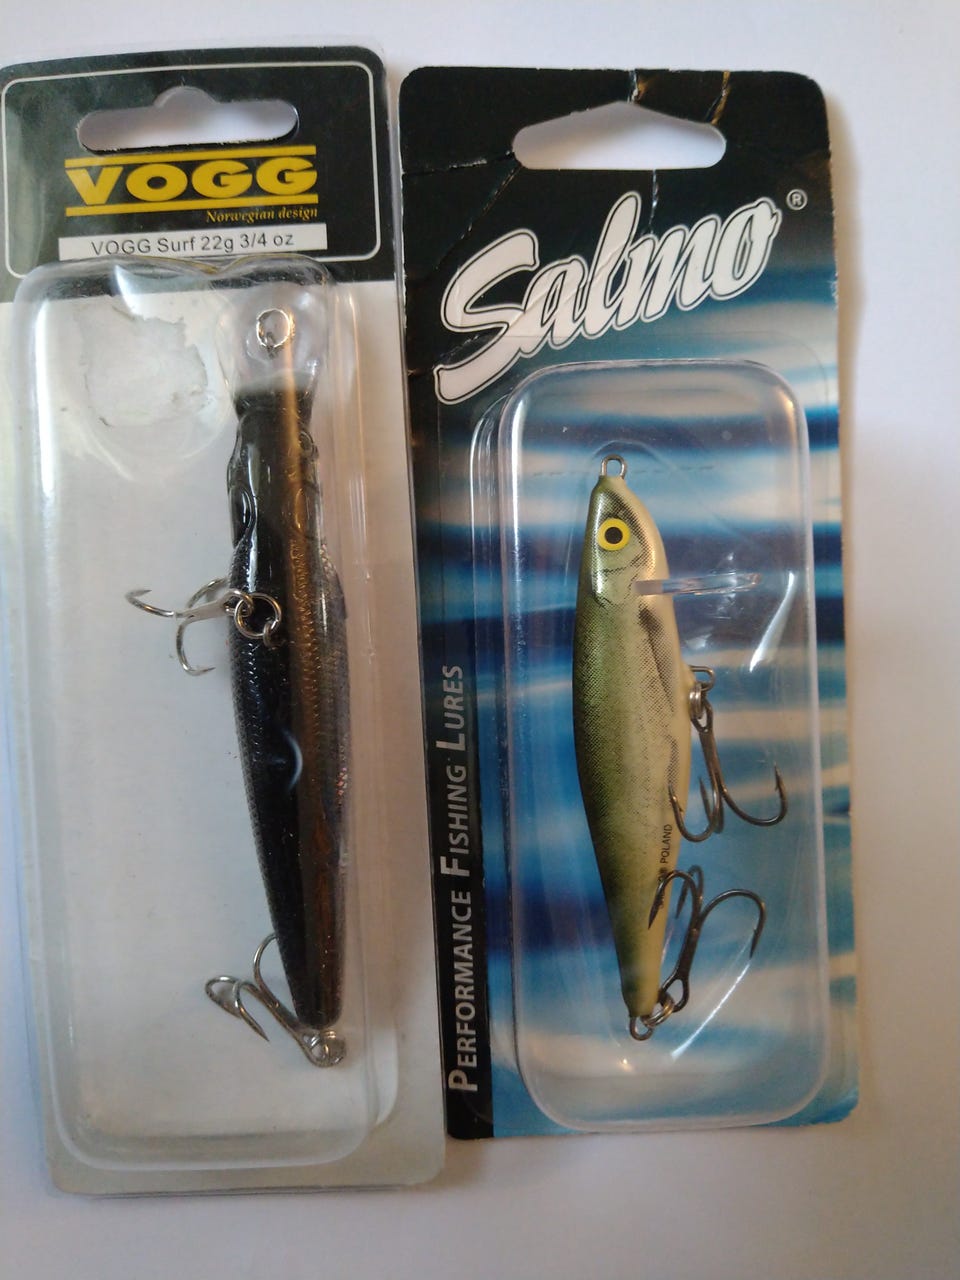 VOGG
Norwegian design
VOGG Surf 22g 3/4 oz
Salmo ®
PERFORMANCE FISHING LURES
POLAND